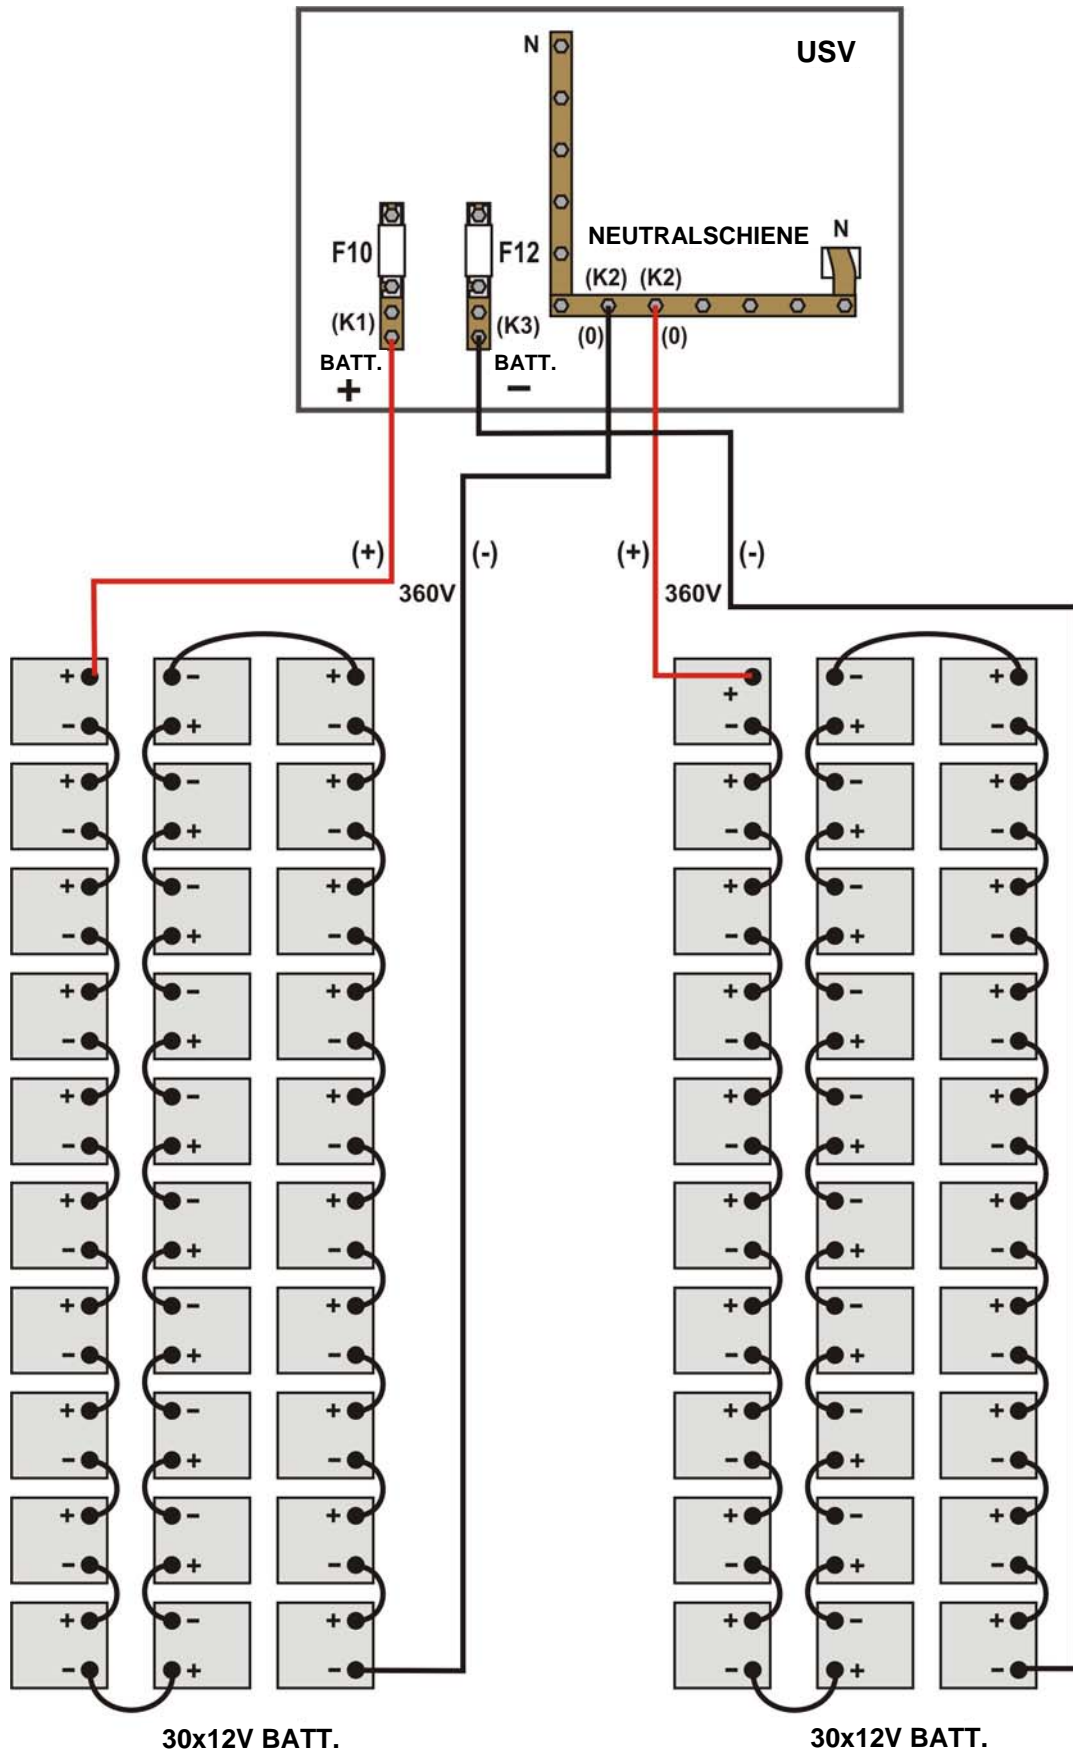 N
USV
NEUTRALSCHIENE N
F10 F12
(K2) (K2)
(K1) (K3)
(0) (0)
BATT. BATT.
+ -
(+) (-) (+) (-)
360V 360V
+ - + + - +
- + - - + -
+ - + + - +
- + - - + -
+ - + + - +
- + - - + -
+ - + + - +
- + - - + -
+ - + + - +
- + - - + -
+ - + + - +
- + - - + -
+ - + + - +
- + - - + -
+ - + + - +
- + - - + -
+ - + + - +
- + - - + -
+ - + + - +
- + - - + -
30x12V BATT. 30x12V BATT.